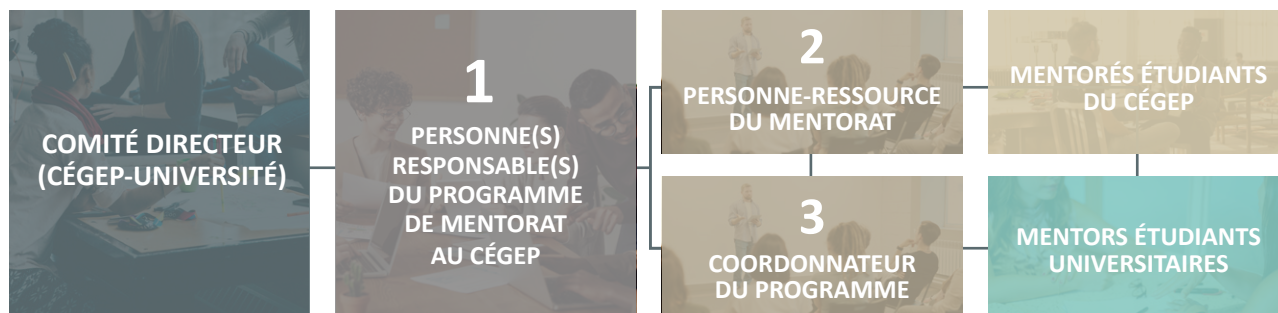 COMITÉ DIRECTEUR
(CÉGEP-UNIVERSITÉ)
1
PERSONNE(S)
RESPONSABLE(S)
DU PROGRAMME
DE MENTORAT
AU CÉGEP
2
PERSONNE-RESSOURCE
DU MENTORAT
3
COORDONNATEUR
DU PROGRAMME
MENTORÉS ÉTUDIANTS
DU CÉGEP
MENTORS ÉTUDIANTS
UNIVERSITAIRES